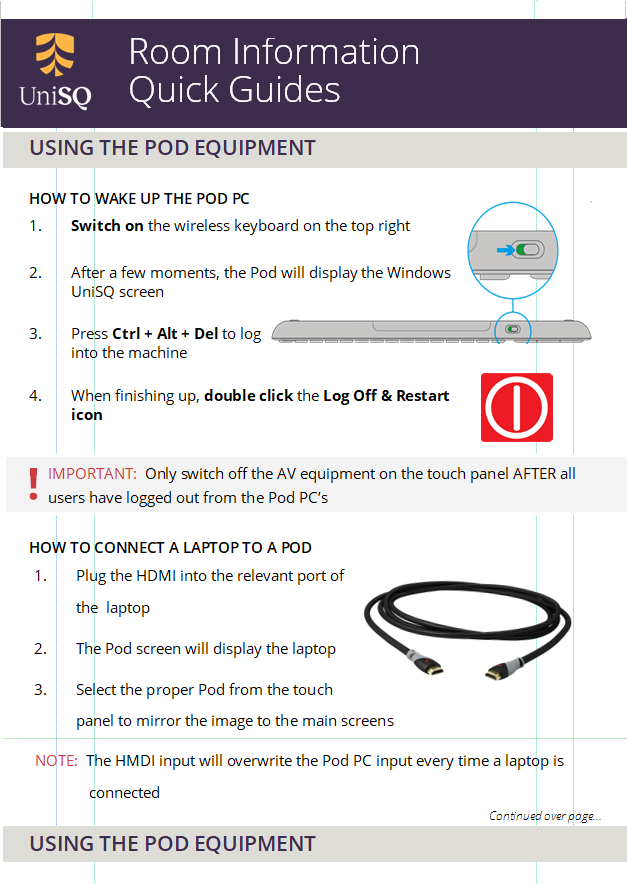 UniSQ
Room Information
Quick Guides
USING THE POD EQUIPMENT
HOW TO WAKE UP THE POD PC
1. Switch on the wireless keyboard on the top right
2. After a few moments, the Pod will display the Windows
UniSQ screen
3. Press Ctrl + Alt + Del to log
into the machine
4. When finishing up, double click the Log Off & Restart
icon
! IMPORTANT: Only switch off the AV equipment on the touch panel AFTER all
users have logged out from the Pod PC’s
HOW TO CONNECT A LAPTOP TO A POD
1. Plug the HDMI into the relevant port of
the laptop
2. The Pod screen will display the laptop
3. Select the proper Pod from the touch
panel to mirror the image to the main screens
NOTE: The HMDI input will overwrite the Pod PC input every time a laptop is
connected
Continued over page...
USING THE POD EQUIPMENT